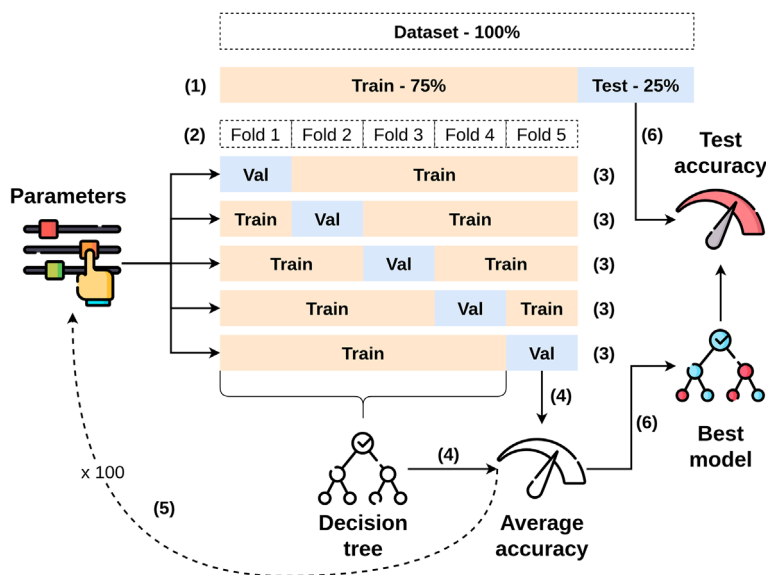 Dataset - 100%
(1)
Train - 75%
Test - 25%
(2)
Fold 1
Fold 2
Fold 3
Fold 4
Fold 5
(6)
Test
accuracy
Parameters
Val
Train
(3)
Train
Val
Train
(3)
Train
Val
Train
(3)
Train
Val
Train
(3)
Train
Val
(3)
(4)
(6)
Best
model
x 100
(5)
(4)
Decision
tree
Average
accuracy